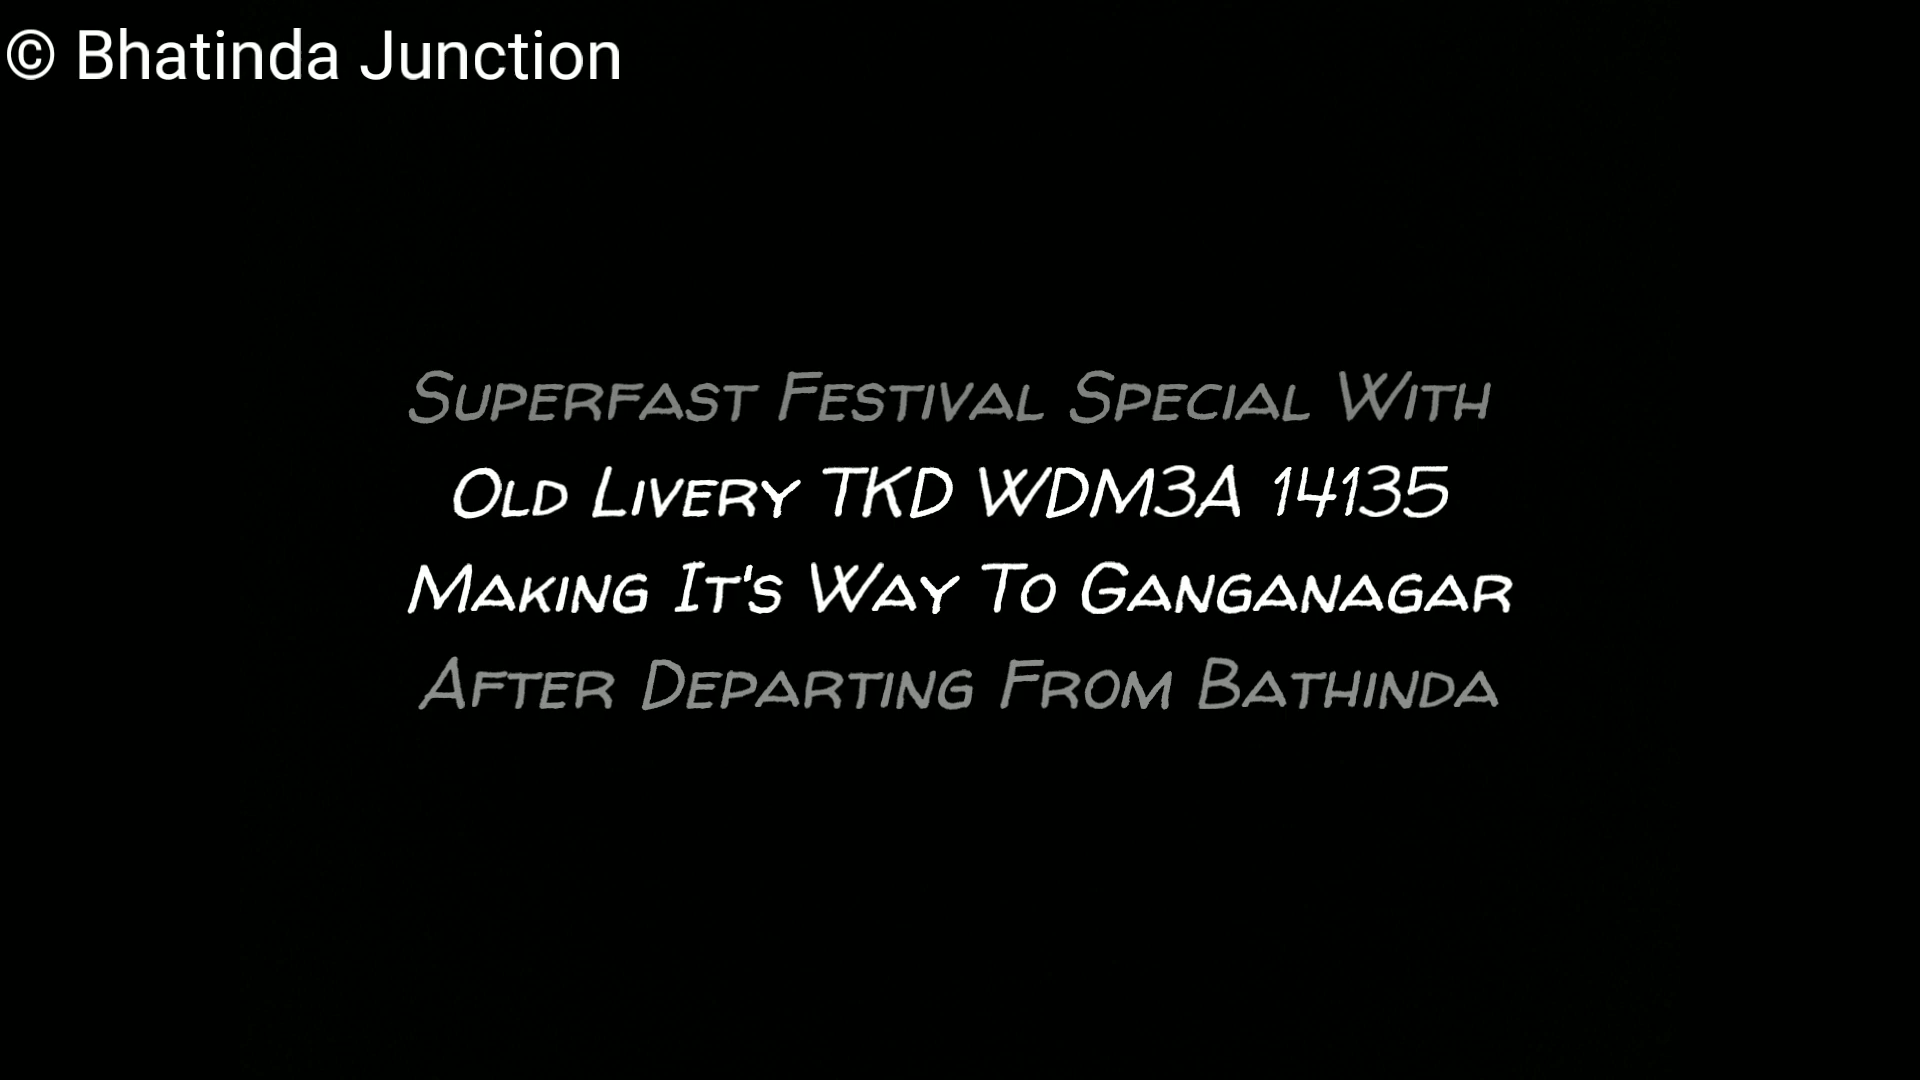 © Bhatinda Junction
Superfast Festival Special With
Old Livery TKD WDM3A 14135
Making It's Way To Ganganagar
After Departing From Bathinda